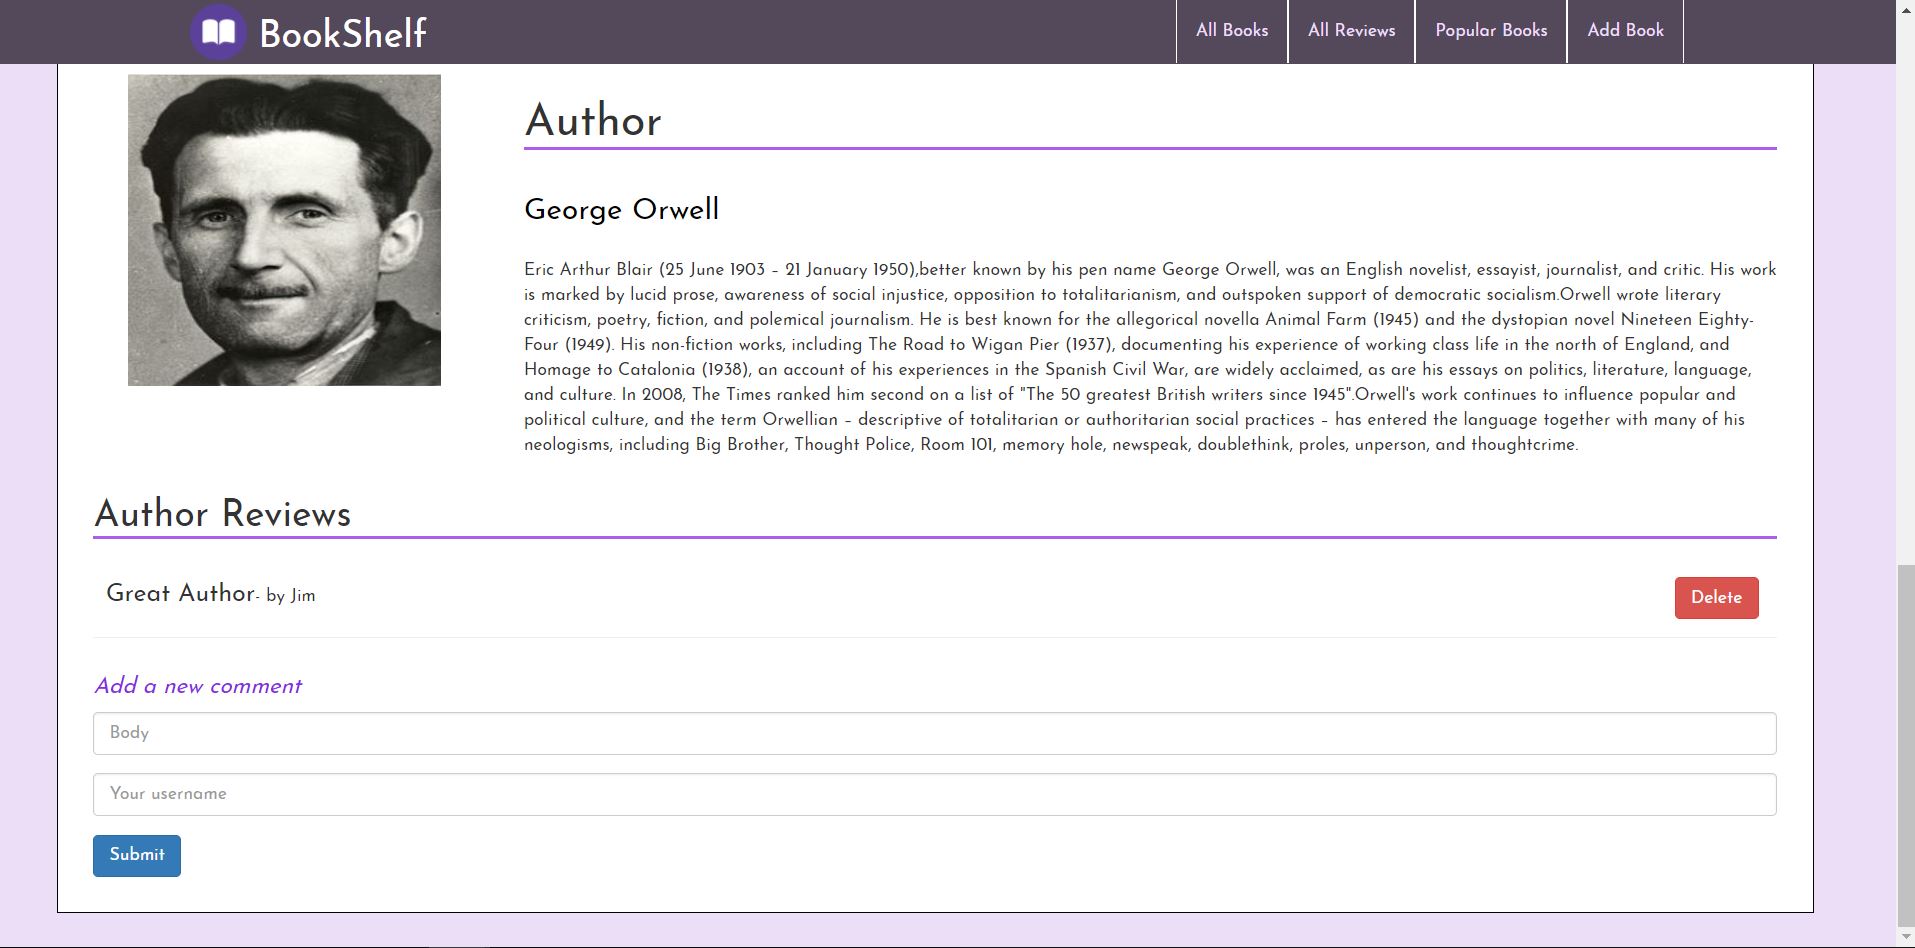 BookShelf
All Books
All Reviews
Popular Books
Add Book
Author
George Orwell
Eric Arthur Blair (25 June 1903 – 21 January 1950),better known by his pen name George Orwell, was an English novelist, essayist, journalist, and critic. His work
is marked by lucid prose, awareness of social injustice, opposition to totalitarianism, and outspoken support of democratic socialism.Orwell wrote literary
criticism, poetry, fiction, and polemical journalism. He is best known for the allegorical novella Animal Farm (1945) and the dystopian novel Nineteen Eighty-
Four (1949). His non-fiction works, including The Road to Wigan Pier (1937), documenting his experience of working class life in the north of England, and
Homage to Catalonia (1938), an account of his experiences in the Spanish Civil War, are widely acclaimed, as are his essays on politics, literature, language,
and culture. In 2008, The Times ranked him second on a list of "The 50 greatest British writers since 1945".Orwell's work continues to influence popular and
political culture, and the term Orwellian – descriptive of totalitarian or authoritarian social practices – has entered the language together with many of his
neologisms, including Big Brother, Thought Police, Room 101, memory hole, newspeak, doublethink, proles, unperson, and thoughtcrime.
Author Reviews
Great Author- by Jim
Delete
Add a new comment
Body
Your username
Submit